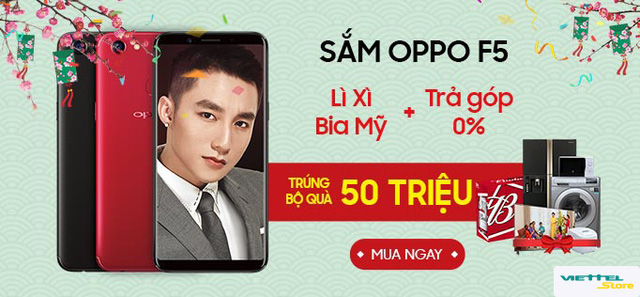 SẮM OPPO F5
Lì Xì
Bia Mỹ
+
Trả góp
0%
TRÚNG
BỘ QUÀ
50 TRIỆU
MUA NGAY
VIETTEL
Store